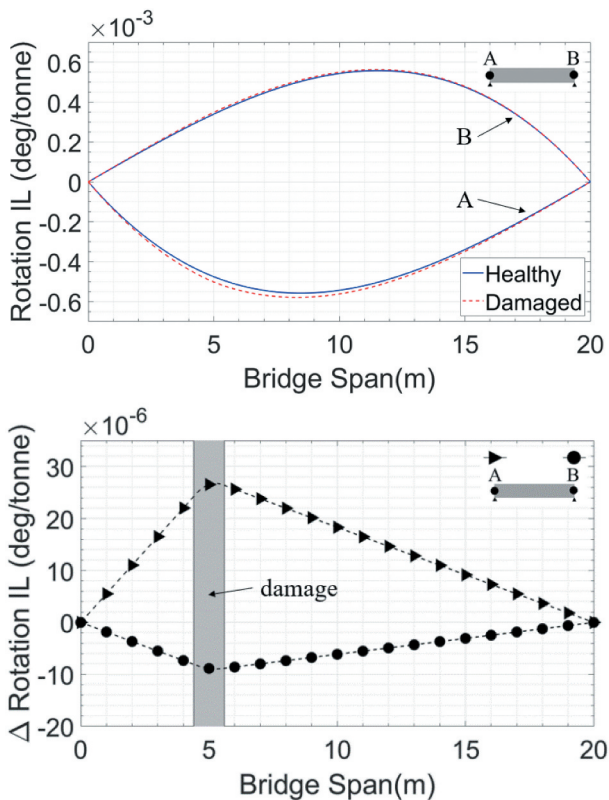 ×10⁻³
Rotation IL (deg/tonne)
0.6
0.4
0.2
0
-0.2
-0.4
-0.6
A B
B
A
Healthy
Damaged
0 5 10 15 20
Bridge Span(m)
×10⁻⁶
Δ Rotation IL (deg/tonne)
30
20
10
0
-10
-20
A B
damage
0 5 10 15 20
Bridge Span(m)